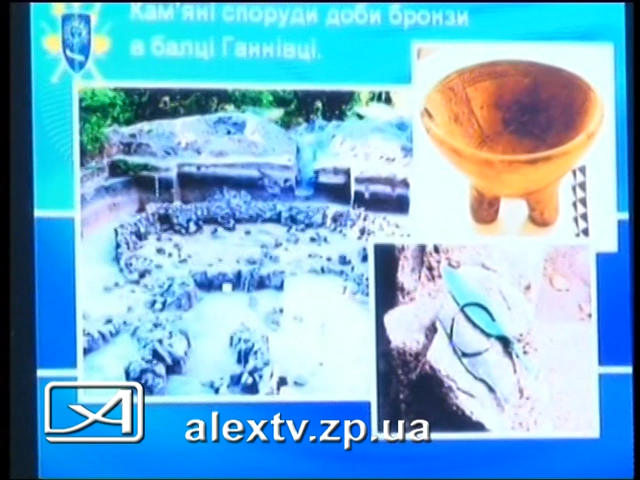 Кам'яні споруди доби бронзи
в балці Ганнівці.
alextv.zp.ua